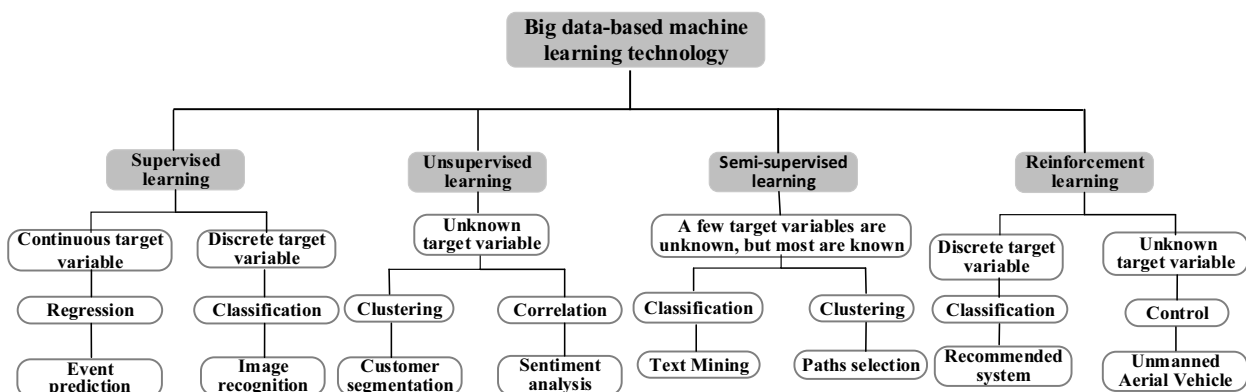 Big data-based machine
learning technology
Supervised
learning
Unsupervised
learning
Semi-supervised
learning
Reinforcement
learning
Continuous target
variable
Discrete target
variable
Unknown
target variable
A few target variables are
unknown, but most are known
Discrete target
variable
Unknown
target variable
Regression
Classification
Clustering
Correlation
Classification
Clustering
Classification
Control
Event
prediction
Image
recognition
Customer
segmentation
Sentiment
analysis
Text Mining
Paths selection
Recommended
system
Unmanned
Aerial Vehicle